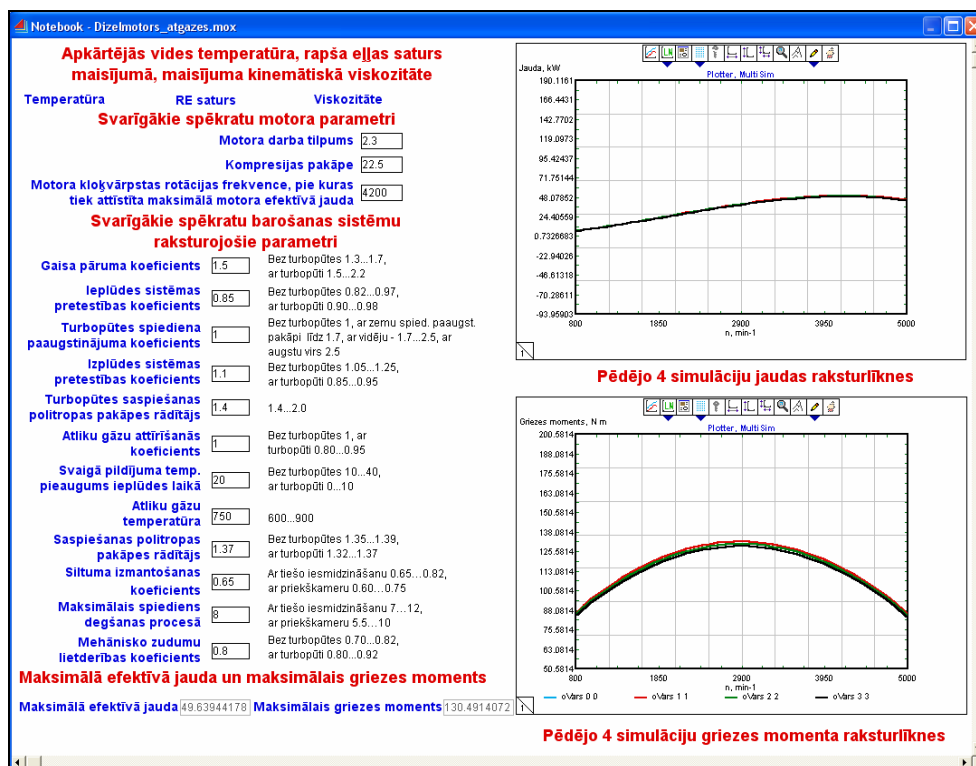 Notebook - Dizelmotors_atgazes.mox
Apkārtējās vides temperatūra, rapša eļļas saturs
maisījumā, maisījuma kinemātiskā viskozitāte
Temperatūra RE saturs Viskozitāte
Svarīgākie spēkratu motora parametri
Motora darba tilpums 2.3
Kompresijas pakāpe 22.5
Motora kloķvārpstas rotācijas frekvence, pie kuras
tiek attīstīta maksimālā motora efektīvā jauda 4200
Svarīgākie spēkratu barošanas sistēmu
raksturojošie parametri
Gaisa pāruma koeficients 1.5
Bez turbopūtes 1.3...1.7,
ar turbopūti 1.5...2.2
Ieplūdes sistēmas
pretestības koeficients 0.85
Bez turbopūtes 0.82...0.97,
ar turbopūti 0.90...0.98
Turbopūtes spiediena
paaugstinājuma koeficients 1
Bez turbopūtes 1, ar zemu spied. paaugst.
pakāpi līdz 1.7, ar vidēju - 1.7...2.5, ar
augstu virs 2.5
Izplūdes sistēmas
pretestības koeficients 1.1
Bez turbopūtes 1.05...1.25,
ar turbopūti 0.85...0.95
Turbopūtes saspiešanas
politropas pakāpes rādītājs 1.4
1.4...2.0
Atliku gāzu attīrīšanās
koeficients 1
Bez turbopūtes 1, ar
turbopūti 0.80...0.95
Svaigā pildījuma temp.
pieaugums ieplūdes laikā 20
Bez turbopūtes 10...40,
ar turbopūti 0...10
Atliku gāzu
temperatūra 750
600...900
Saspiešanas politropas
pakāpes rādītājs 1.37
Bez turbopūtes 1.35...1.39,
ar turbopūti 1.32...1.37
Siltuma izmantošanas
koeficients 0.65
Ar tiešo iesmidzināšanu 0.65...0.82,
ar priekškameru 0.60...0.75
Maksimālais spiediens
degšanas procesā 8
Ar tiešo iesmidzināšanu 7...12,
ar priekškameru 5.5...10
Mehānisko zudumu
lietderības koeficients 0.8
Bez turbopūtes 0.70...0.82,
ar turbopūti 0.80...0.92
Maksimālā efektīvā jauda un maksimālais griezes moments
Maksimālā efektīvā jauda 49.63944178 Maksimālais griezes moments 130.4914072
Jauda, kW
Plotter, Multi Sim
190.1161
166.4431
142.7702
119.0973
95.42437
71.75144
48.07852
24.40559
0.7326683
-22.94026
-46.61318
-70.28611
-93.95903
800 1850 2900 3950 5000
n, min-1
1
Pēdējo 4 simulāciju jaudas raksturlīknes
Griezes moments, N m
Plotter, Multi Sim
200.5814
188.0814
175.5814
163.0814
150.5814
138.0814
125.5814
113.0814
100.5814
88.0814
75.5814
63.0814
50.5814
800 1850 2900 3950 5000
n, min-1
oVars 0 0 oVars 1 1 oVars 2 2 oVars 3 3
1
Pēdējo 4 simulāciju griezes momenta raksturlīknes